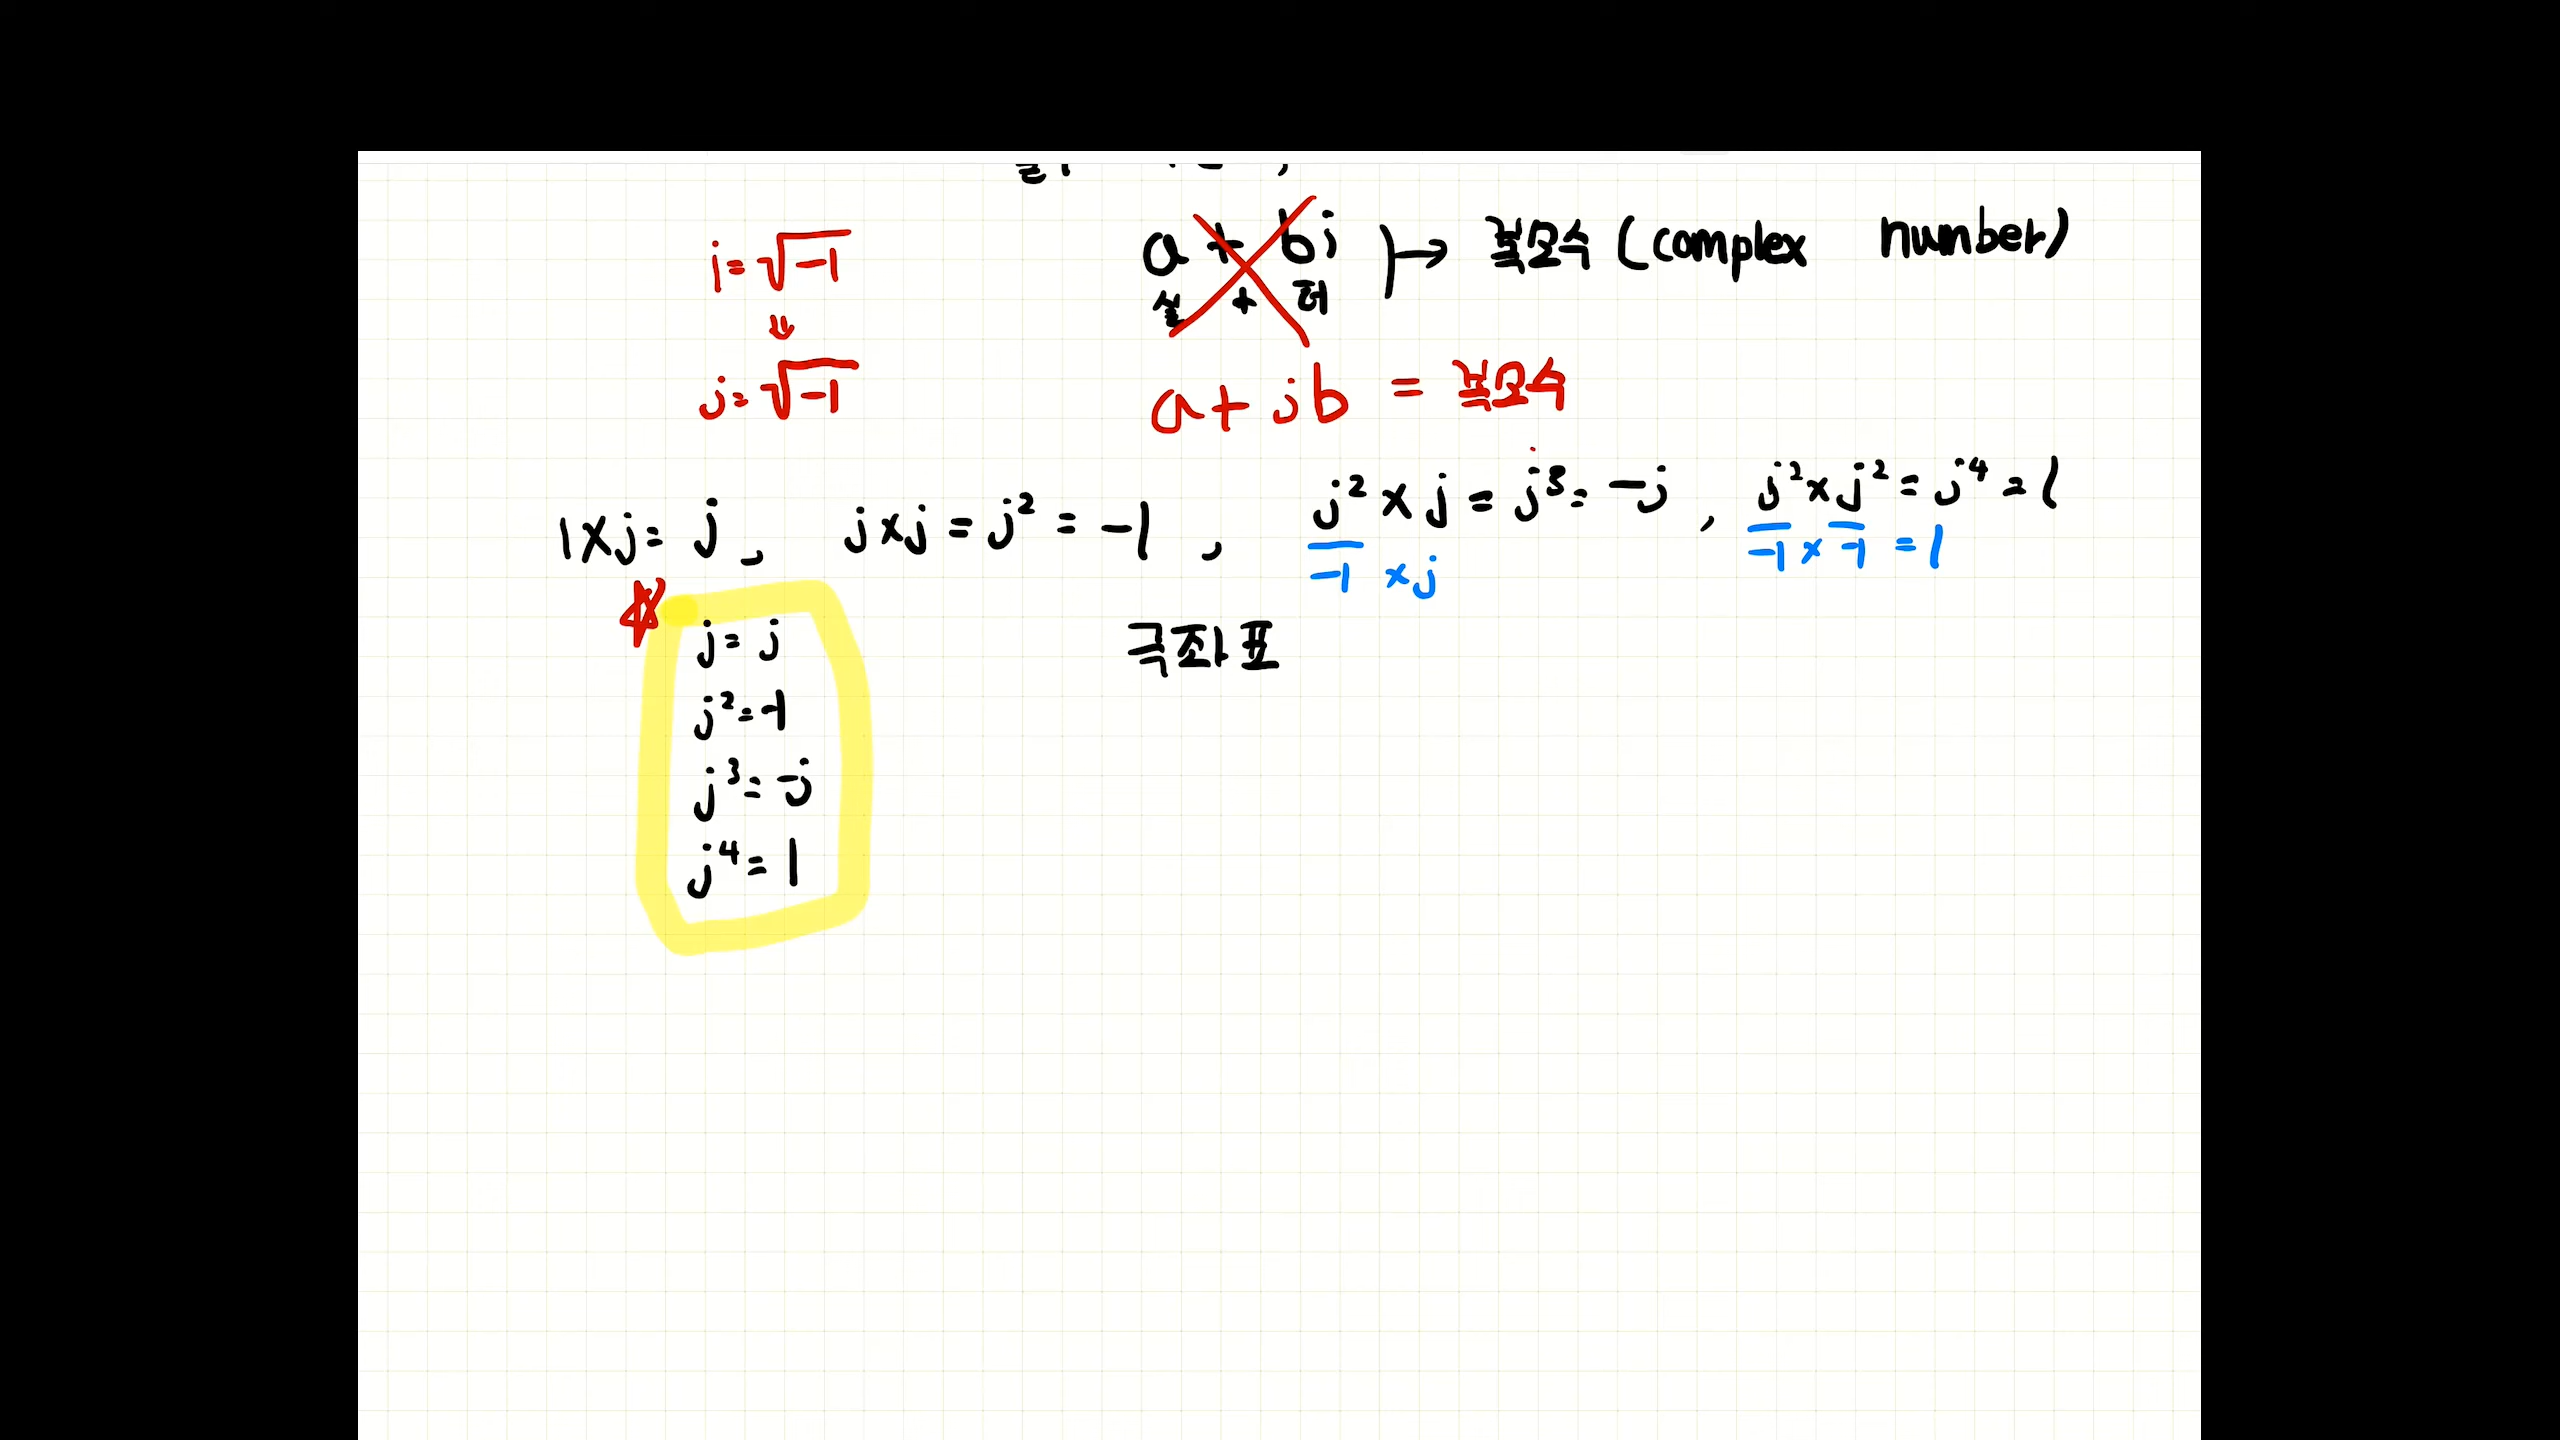 i=√-1
⇓
j=√-1
a + bi → 복소수 (complex number)
실 + 허
a+jb = 복소수
1×j= j , j×j = j² = -1 , j² × j = j³ = -j , j²×j² = j⁴ = 1
-1 ×j
-1 × -1 = 1
j= j
j²=-1
j³= -j
j⁴= 1
극좌표